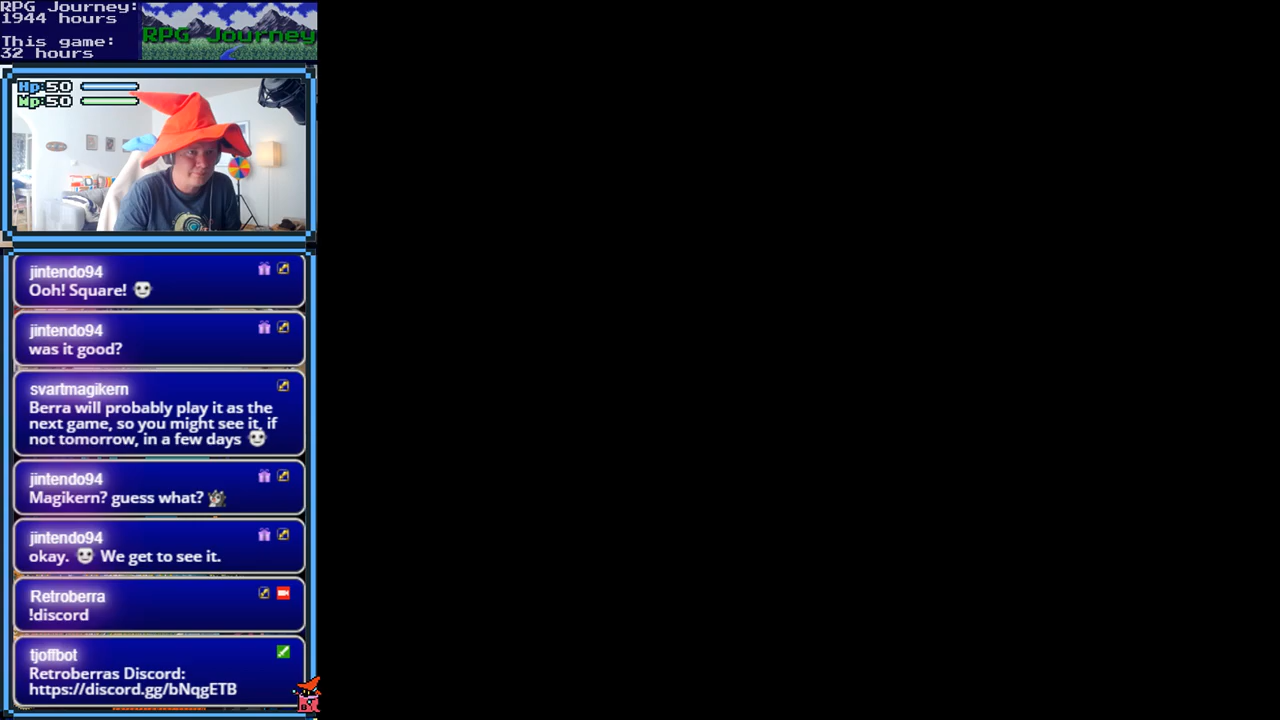 RPG Journey:
1944 hours
This game:
32 hours
RPG Journey
Hp:50
Mp:50
jintendo94
Ooh! Square!
jintendo94
was it good?
svartmagikern
Berra will probably play it as the
next game, so you might see it, if
not tomorrow, in a few days
jintendo94
Magikern? guess what?
jintendo94
okay. We get to see it.
Retroberra
!discord
tjoffbot
Retroberras Discord:
https://discord.gg/bNqgETB